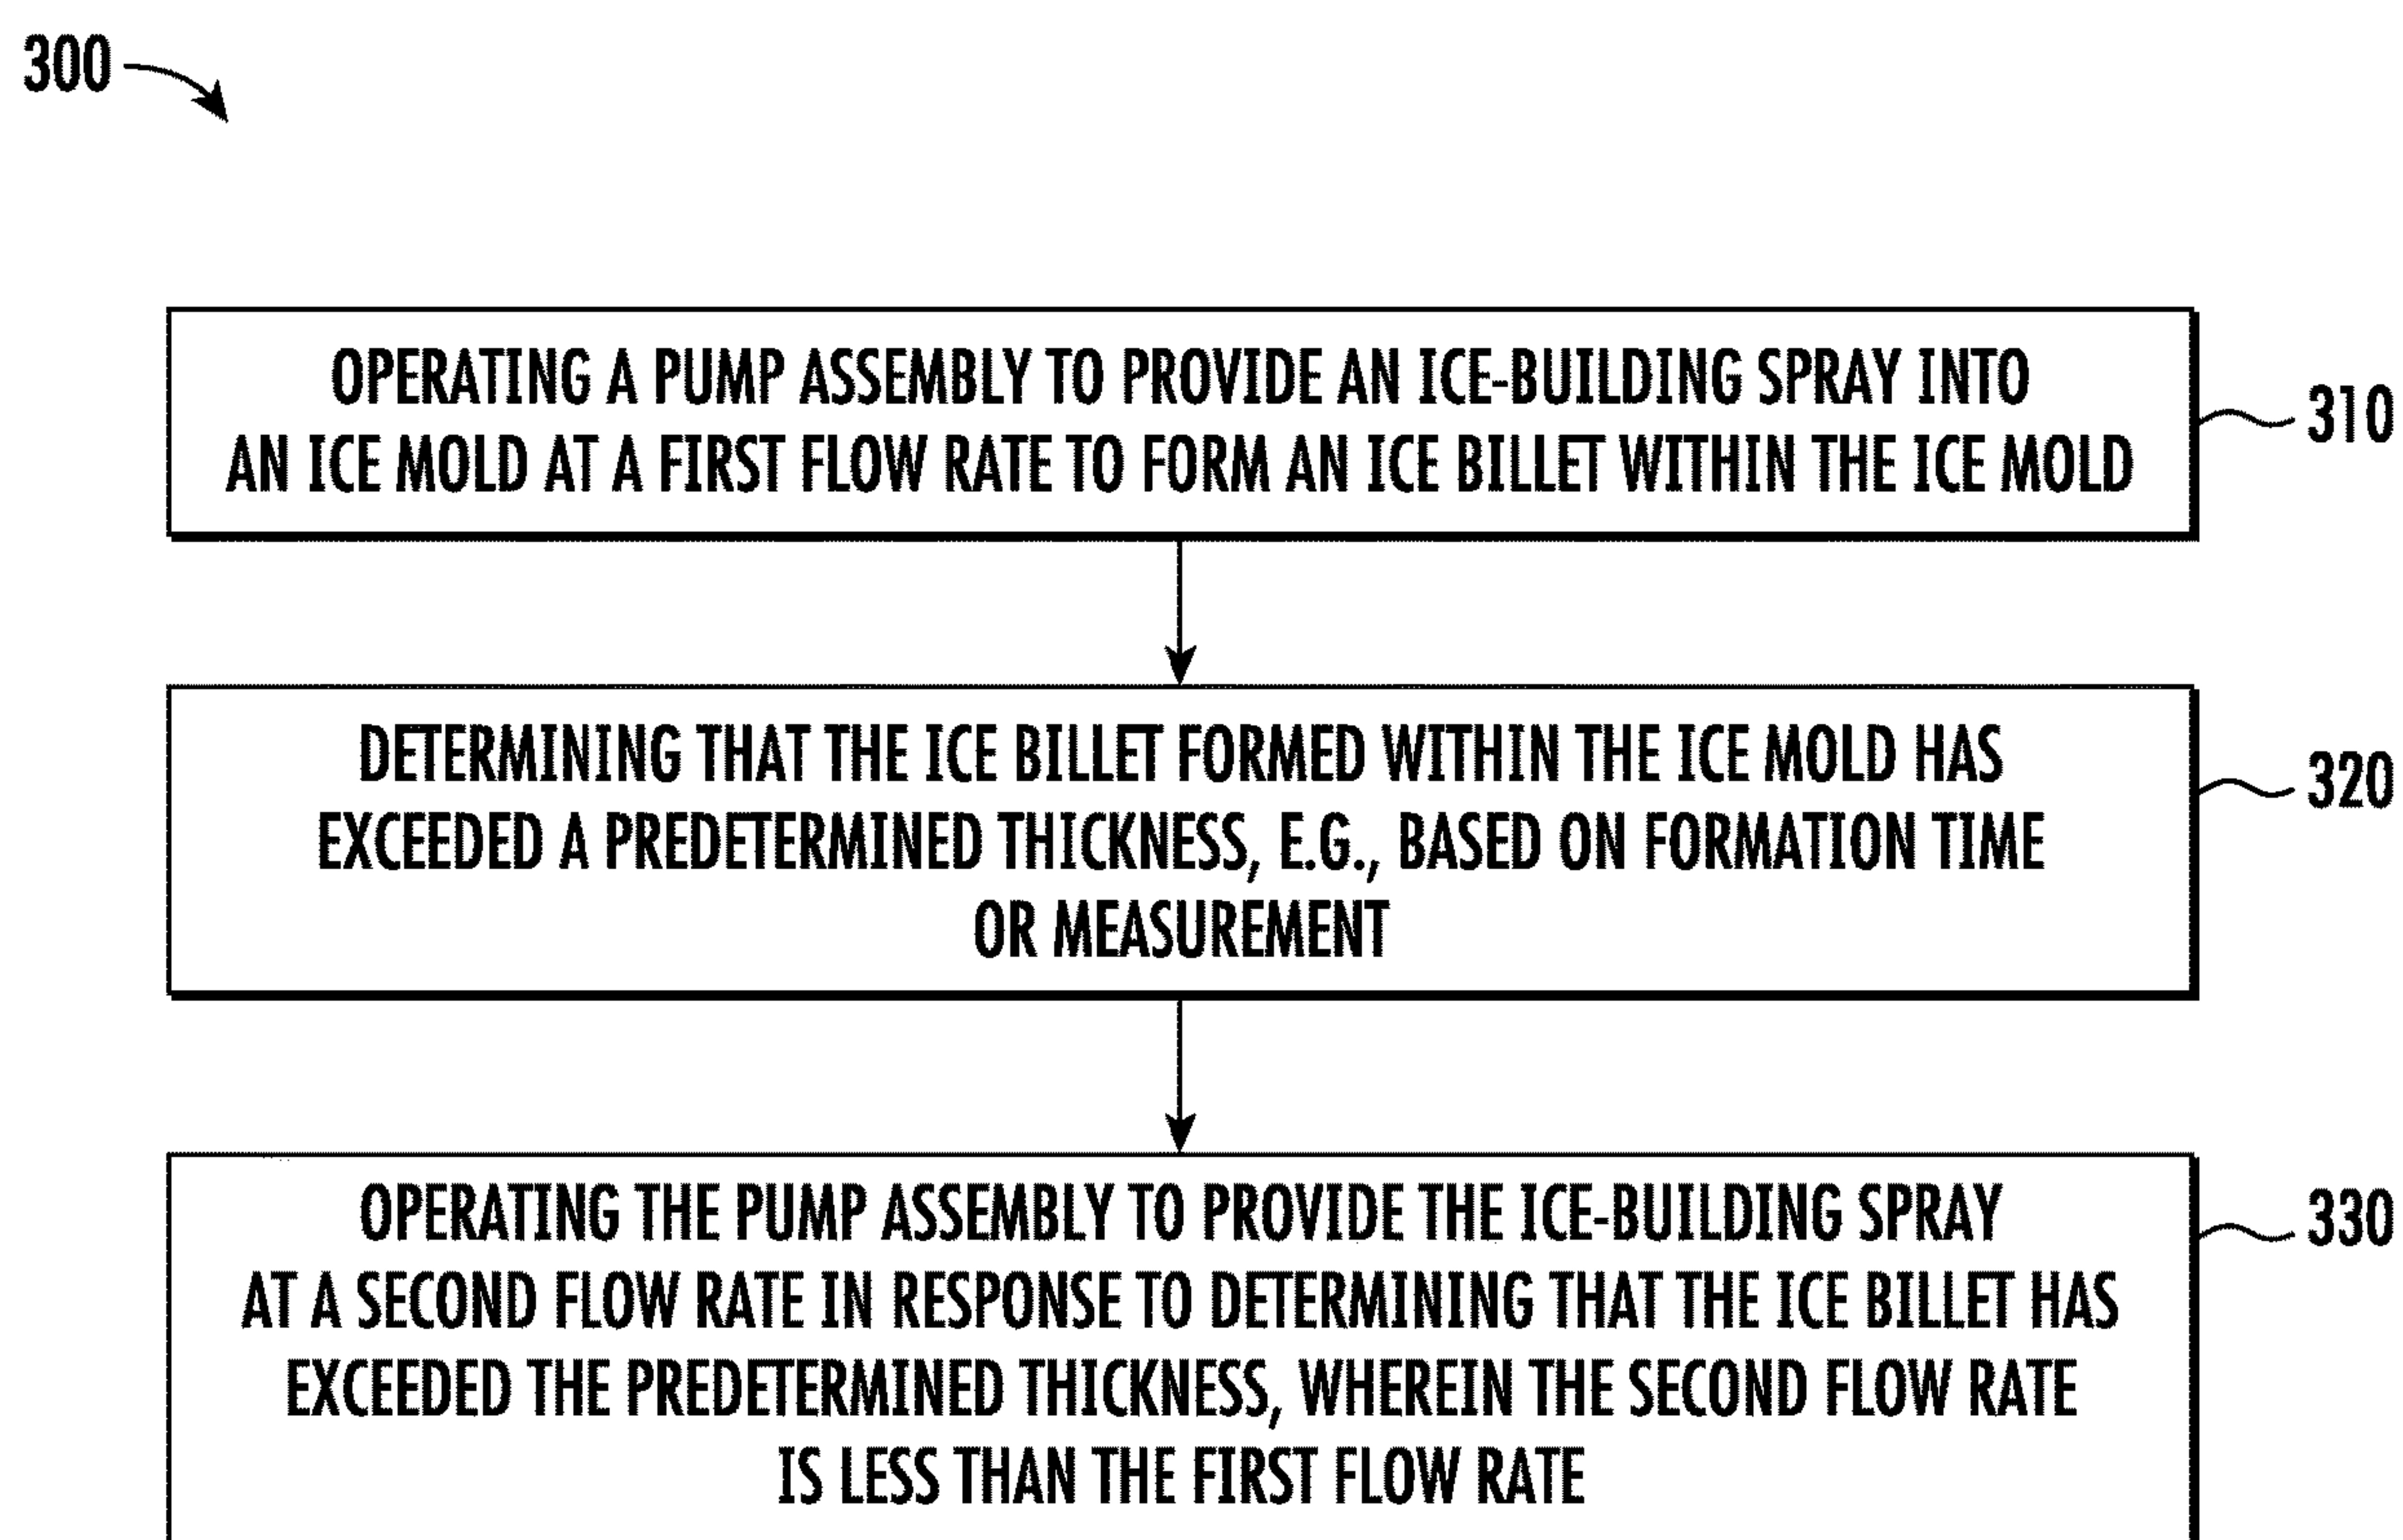 300
OPERATING A PUMP ASSEMBLY TO PROVIDE AN ICE-BUILDING SPRAY INTO
AN ICE MOLD AT A FIRST FLOW RATE TO FORM AN ICE BILLET WITHIN THE ICE MOLD
310
DETERMINING THAT THE ICE BILLET FORMED WITHIN THE ICE MOLD HAS
EXCEEDED A PREDETERMINED THICKNESS, E.G., BASED ON FORMATION TIME
OR MEASUREMENT
320
OPERATING THE PUMP ASSEMBLY TO PROVIDE THE ICE-BUILDING SPRAY
AT A SECOND FLOW RATE IN RESPONSE TO DETERMINING THAT THE ICE BILLET HAS
EXCEEDED THE PREDETERMINED THICKNESS, WHEREIN THE SECOND FLOW RATE
IS LESS THAN THE FIRST FLOW RATE
330